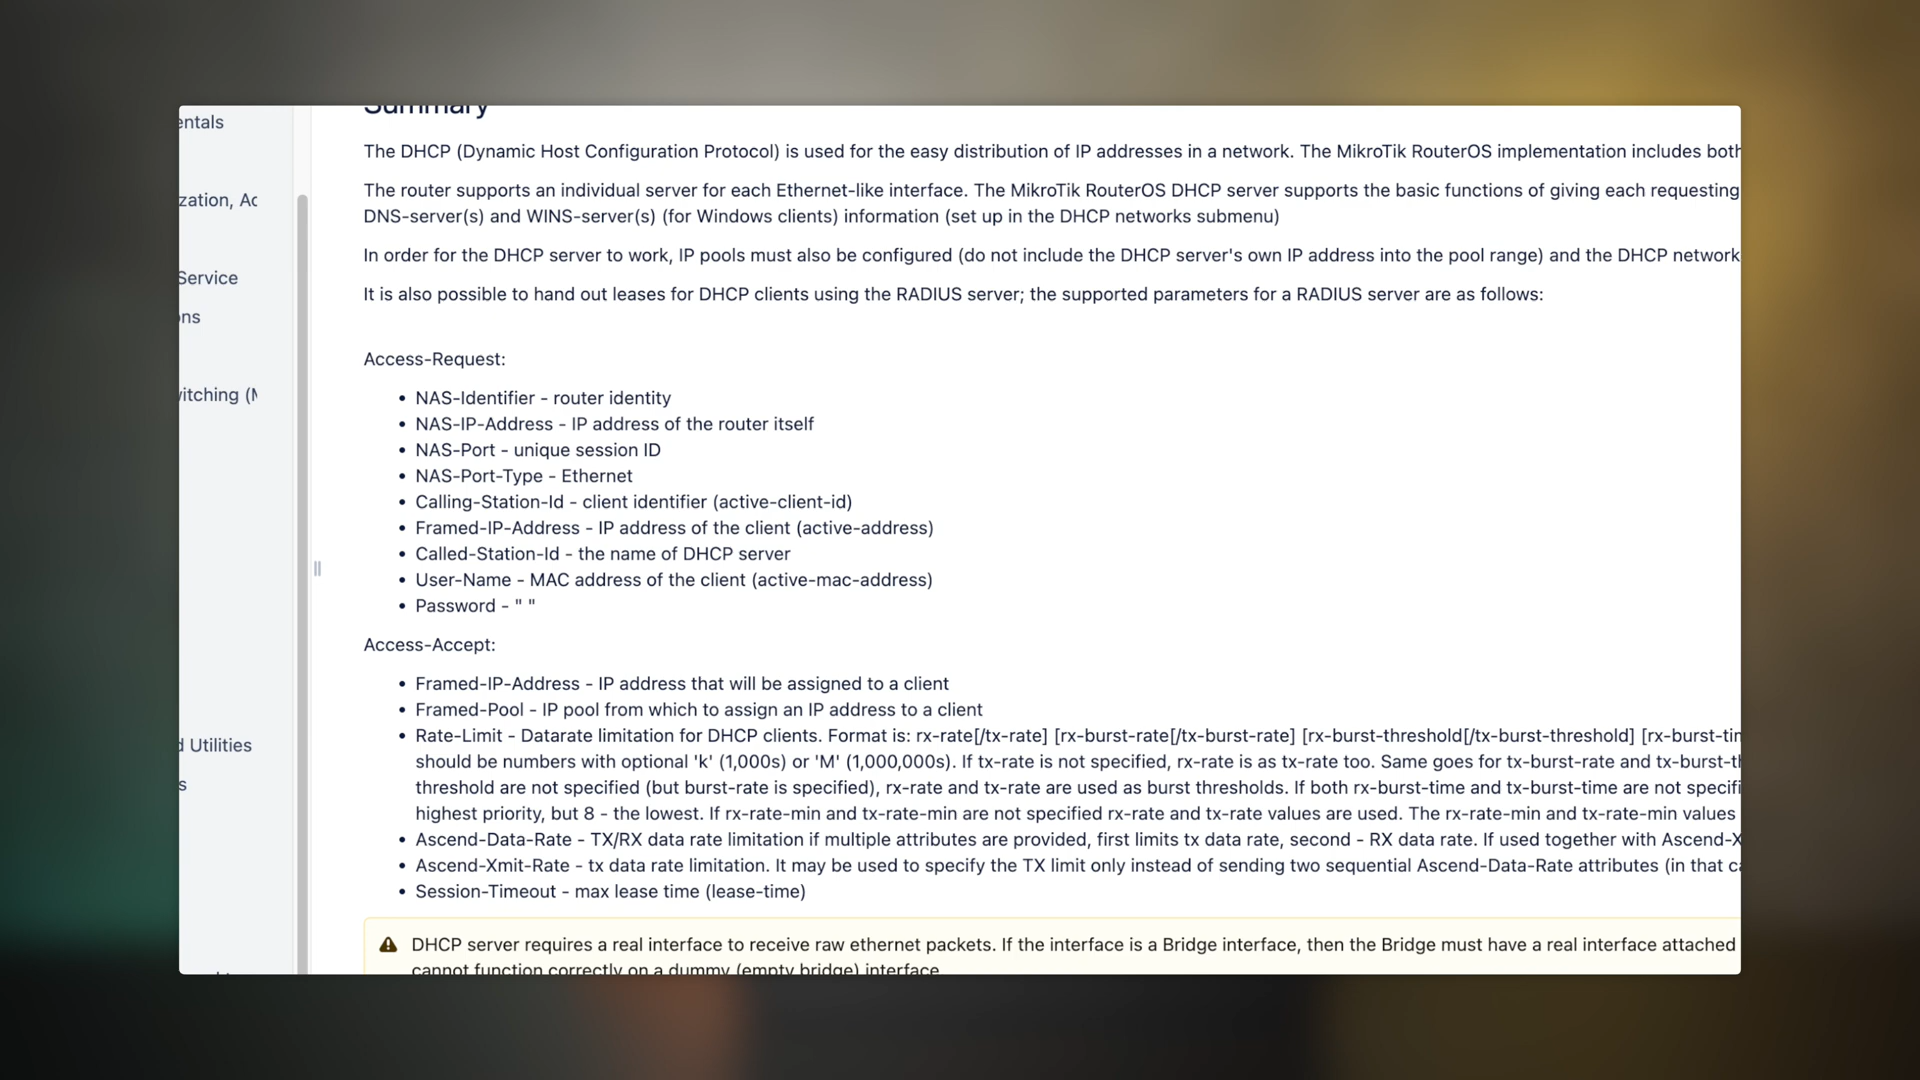 Summary
entals
The DHCP (Dynamic Host Configuration Protocol) is used for the easy distribution of IP addresses in a network. The MikroTik RouterOS implementation includes both
The router supports an individual server for each Ethernet-like interface. The MikroTik RouterOS DHCP server supports the basic functions of giving each requesting
zation, Ac
DNS-server(s) and WINS-server(s) (for Windows clients) information (set up in the DHCP networks submenu)
In order for the DHCP server to work, IP pools must also be configured (do not include the DHCP server's own IP address into the pool range) and the DHCP network
Service
It is also possible to hand out leases for DHCP clients using the RADIUS server; the supported parameters for a RADIUS server are as follows:
ons
Access-Request:
• NAS-Identifier - router identity
witching (M
• NAS-IP-Address - IP address of the router itself
• NAS-Port - unique session ID
• NAS-Port-Type - Ethernet
• Calling-Station-Id - client identifier (active-client-id)
• Framed-IP-Address - IP address of the client (active-address)
• Called-Station-Id - the name of DHCP server
• User-Name - MAC address of the client (active-mac-address)
• Password - " "
Access-Accept:
• Framed-IP-Address - IP address that will be assigned to a client
• Framed-Pool - IP pool from which to assign an IP address to a client
• Rate-Limit - Datarate limitation for DHCP clients. Format is: rx-rate[/tx-rate] [rx-burst-rate[/tx-burst-rate] [rx-burst-threshold[/tx-burst-threshold] [rx-burst-tim
d Utilities
should be numbers with optional 'k' (1,000s) or 'M' (1,000,000s). If tx-rate is not specified, rx-rate is as tx-rate too. Same goes for tx-burst-rate and tx-burst-th
s
threshold are not specified (but burst-rate is specified), rx-rate and tx-rate are used as burst thresholds. If both rx-burst-time and tx-burst-time are not specifi
highest priority, but 8 - the lowest. If rx-rate-min and tx-rate-min are not specified rx-rate and tx-rate values are used. The rx-rate-min and tx-rate-min values
• Ascend-Data-Rate - TX/RX data rate limitation if multiple attributes are provided, first limits tx data rate, second - RX data rate. If used together with Ascend-X
• Ascend-Xmit-Rate - tx data rate limitation. It may be used to specify the TX limit only instead of sending two sequential Ascend-Data-Rate attributes (in that ca
• Session-Timeout - max lease time (lease-time)
DHCP server requires a real interface to receive raw ethernet packets. If the interface is a Bridge interface, then the Bridge must have a real interface attached
cannot function correctly on a dummy (empty bridge) interface.